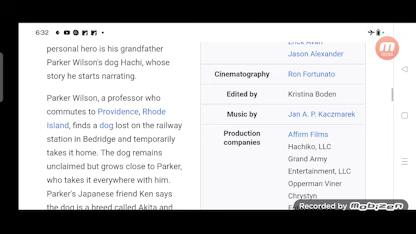 6:32
personal hero is his grandfather
Parker Wilson's dog Hachi, whose
story he starts narrating.
Parker Wilson, a professor who
commutes to Providence, Rhode
Island, finds a dog lost on the railway
station in Bedridge and temporarily
takes it home. The dog remains
unclaimed but grows close to Parker,
who takes it everywhere with him.
Parker's Japanese friend Ken says
the dog is a breed called Akita and
Jason Alexander
Cinematography Ron Fortunato
Edited by Kristina Boden
Music by Jan A. P. Kaczmarek
Production companies
Affirm Films
Hachiko, LLC
Grand Army
Entertainment, LLC
Opperman Viner
Chrystyn
Recorded by Mobizen